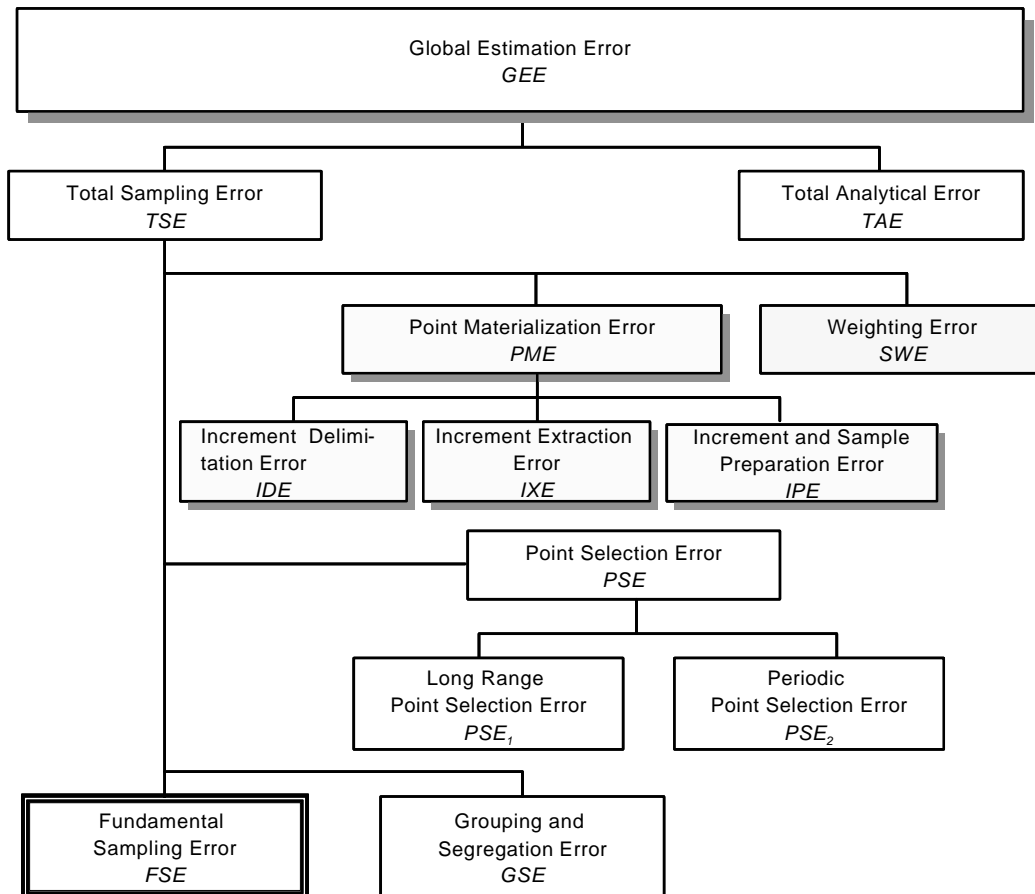 Global Estimation Error
GEE
Total Sampling Error
TSE
Total Analytical Error
TAE
Point Materialization Error
PME
Weighting Error
SWE
Increment Delimi-
tation Error
IDE
Increment Extraction
Error
IXE
Increment and Sample
Preparation Error
IPE
Point Selection Error
PSE
Long Range
Point Selection Error
PSE1
Periodic
Point Selection Error
PSE2
Fundamental
Sampling Error
FSE
Grouping and
Segregation Error
GSE